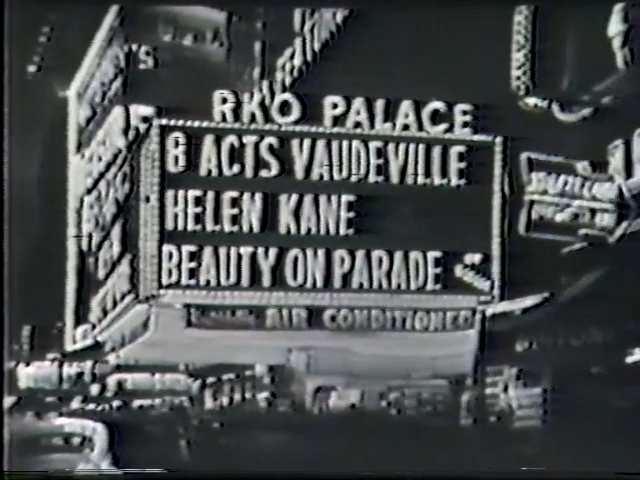 RKO PALACE
8 ACTS VAUDEVILLE
HELEN KANE
BEAUTY ON PARADE
AIR CONDITIONED